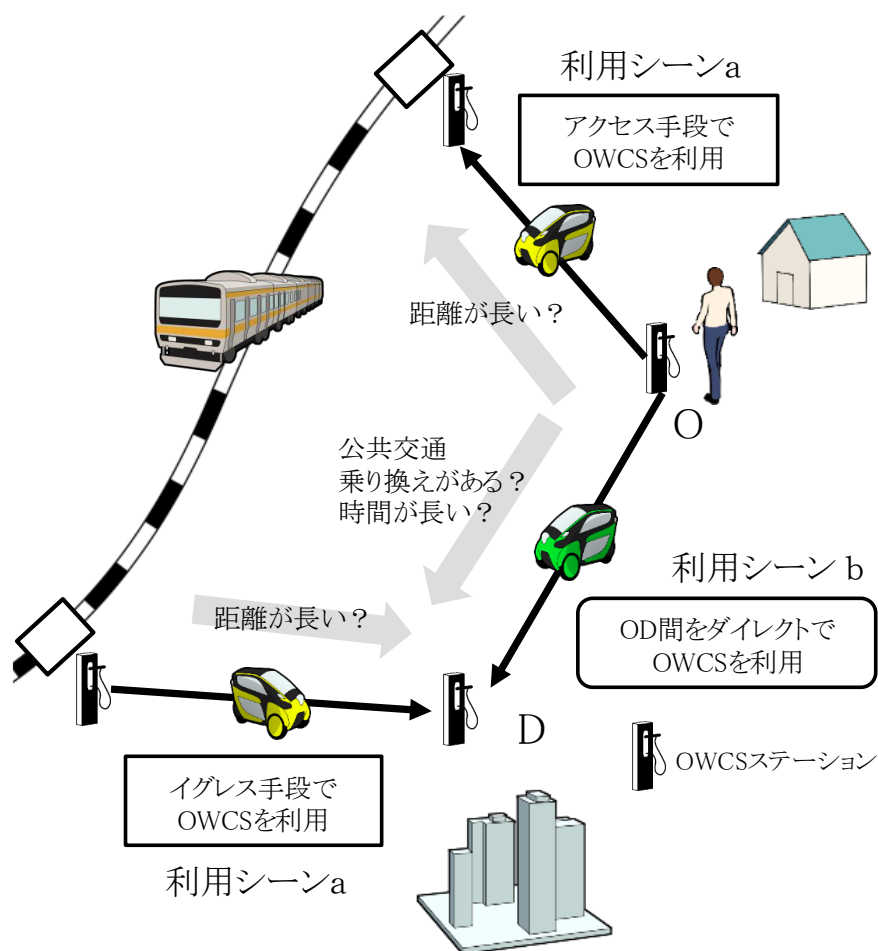 利用シーンa
アクセス手段で
OWCSを利用
距離が長い？
O
公共交通
乗り換えがある？
時間が長い？
利用シーン b
OD間をダイレクトで
OWCSを利用
距離が長い？
D
OWCSステーション
イグレス手段で
OWCSを利用
利用シーンa